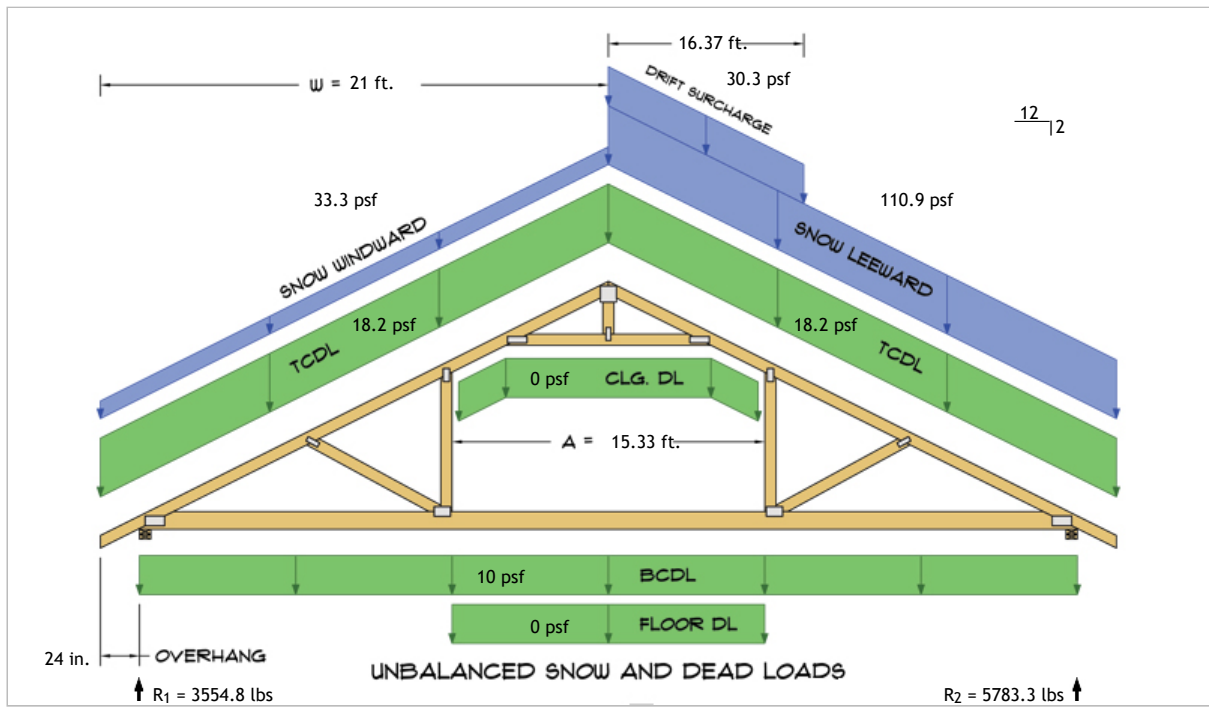 16.37 ft.
W = 21 ft.
DRIFT SURCHARGE
30.3 psf
12
2
33.3 psf
110.9 psf
SNOW WINDWARD
SNOW LEEWARD
18.2 psf
18.2 psf
TCDL
TCDL
0 psf CLG. DL
A = 15.33 ft.
10 psf BCDL
0 psf FLOOR DL
24 in.
OVERHANG
UNBALANCED SNOW AND DEAD LOADS
R1 = 3554.8 lbs
R2 = 5783.3 lbs